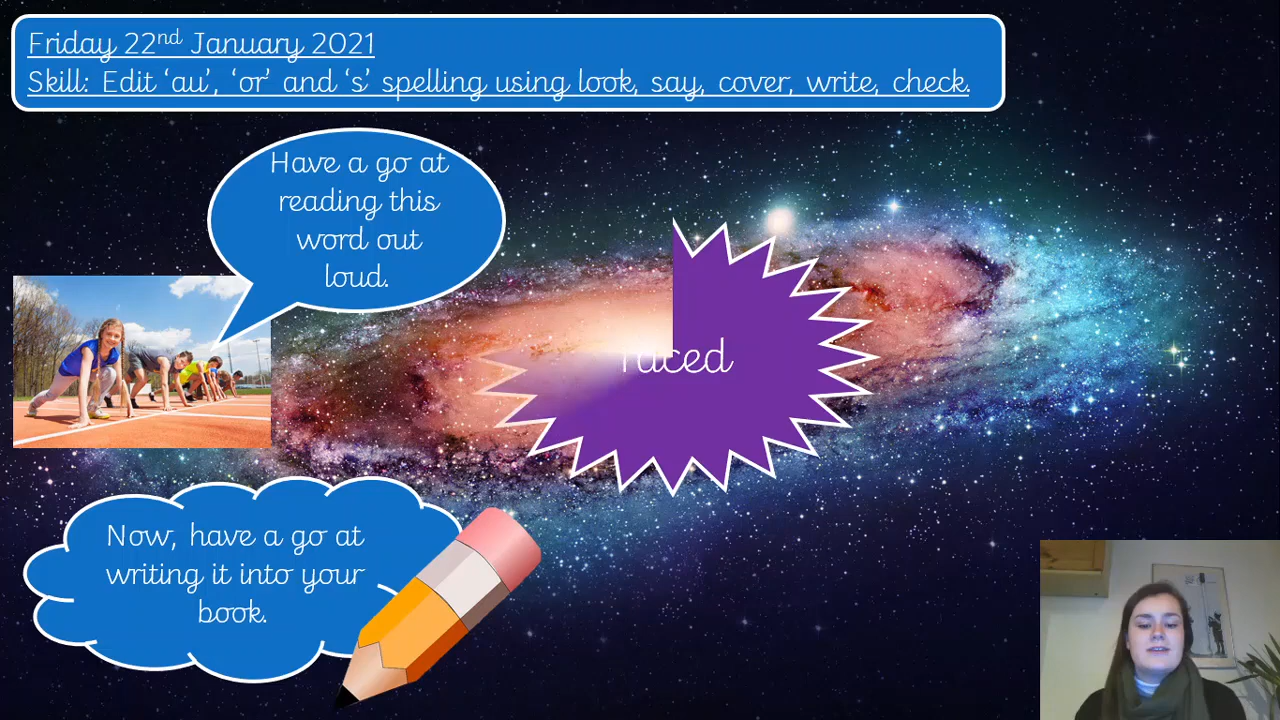 Friday 22nd January 2021
Skill: Edit ‘au’, ‘or’ and ‘s’ spelling using look, say, cover, write, check.
Have a go at
reading this
word out
loud.
raced
Now, have a go at
writing it into your
book.